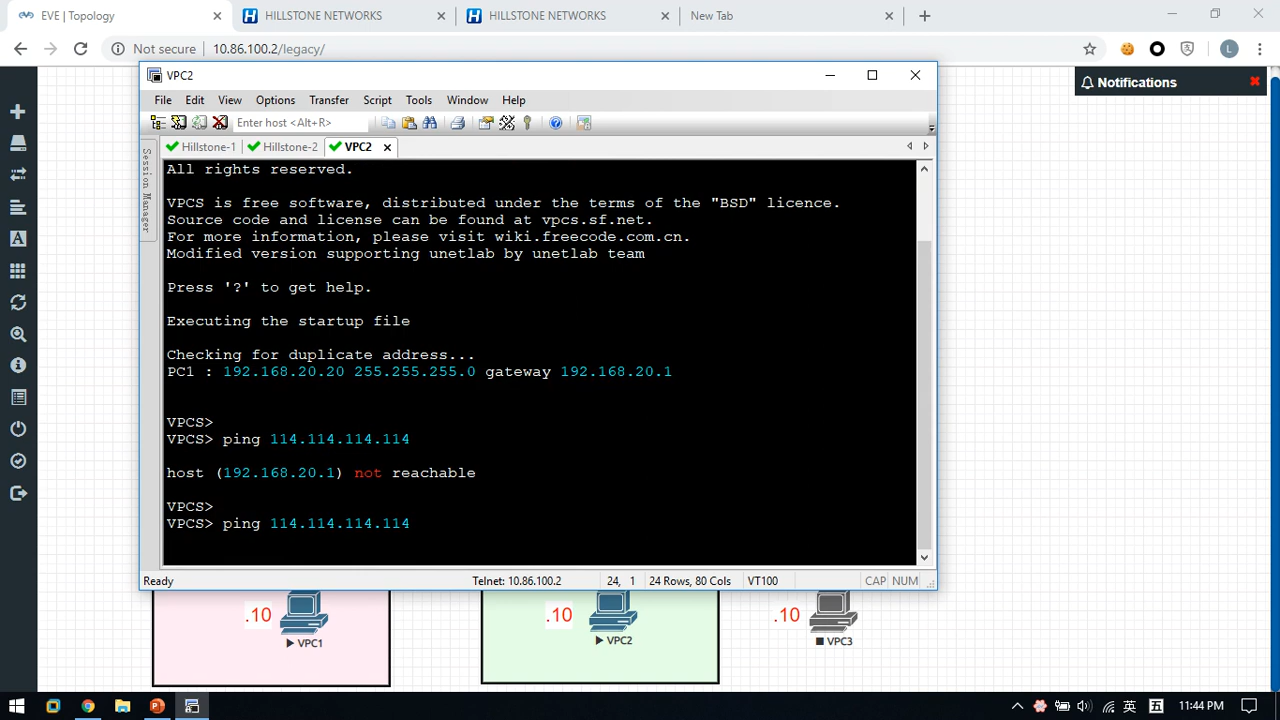 EVE | Topology
HILLSTONE NETWORKS
HILLSTONE NETWORKS
New Tab
Not secure
10.86.100.2/legacy/
L
VPC2
Notifications
File Edit View Options Transfer Script Tools Window Help
Enter host <Alt+R>
Hillstone-1
Hillstone-2
VPC2
Session Manager
All rights reserved.
VPCS is free software, distributed under the terms of the "BSD" licence.
Source code and license can be found at vpcs.sf.net.
For more information, please visit wiki.freecode.com.cn.
Modified version supporting unetlab by unetlab team
Press '?' to get help.
Executing the startup file
Checking for duplicate address...
PC1 : 192.168.20.20 255.255.255.0 gateway 192.168.20.1
VPCS>
VPCS> ping 114.114.114.114
host (192.168.20.1) not reachable
VPCS>
VPCS> ping 114.114.114.114
Ready
Telnet: 10.86.100.2
24, 1
24 Rows, 80 Cols
VT100
CAP NUM
.10
VPC1
.10
VPC2
.10
VPC3
英
五
11:44 PM